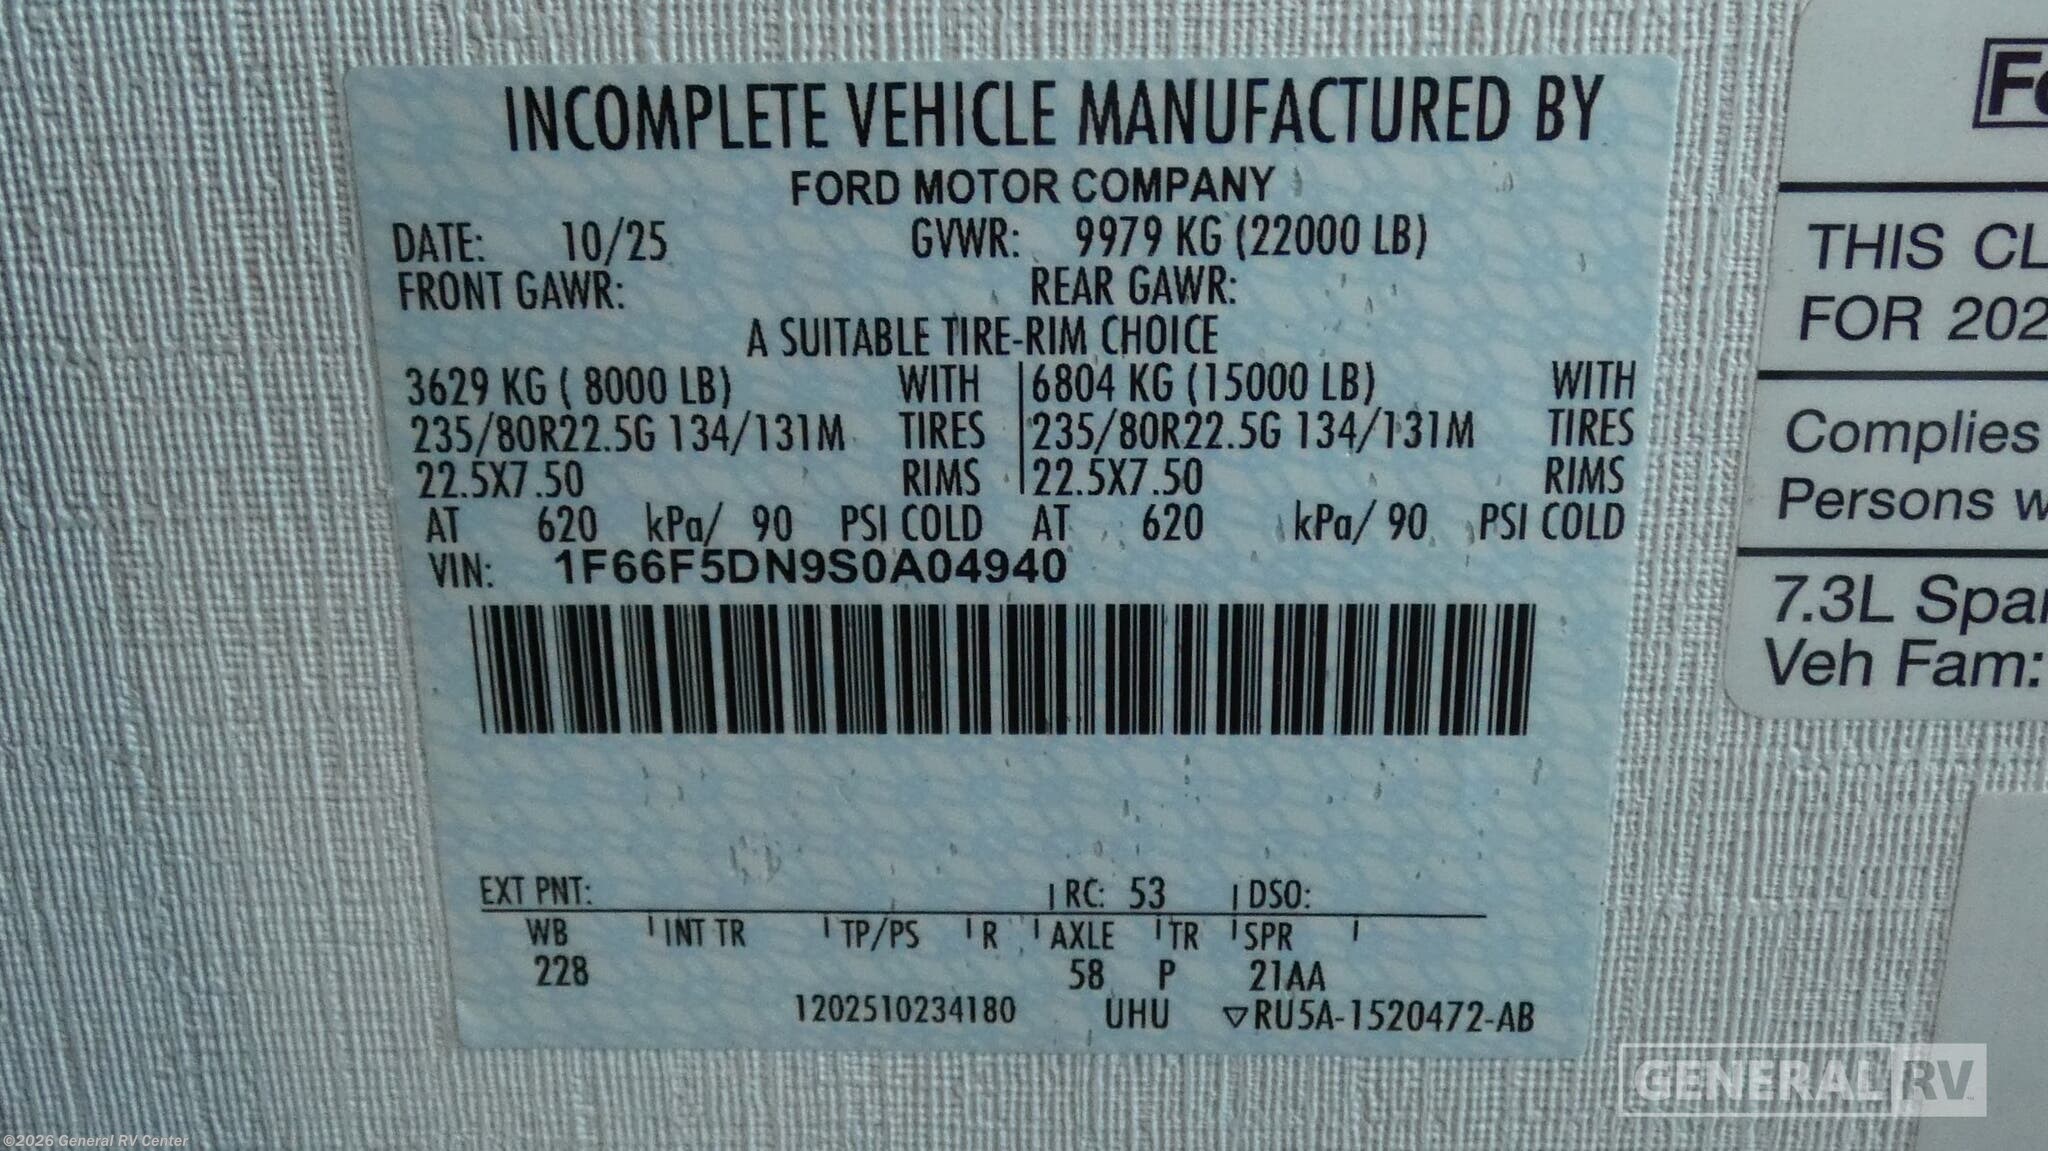 INCOMPLETE VEHICLE MANUFACTURED BY
FORD MOTOR COMPANY
DATE: 10/25 GVWR: 9979 KG (22000 LB)
FRONT GAWR: REAR GAWR:
A SUITABLE TIRE-RIM CHOICE
3629 KG ( 8000 LB) WITH 6804 KG (15000 LB) WITH
235/80R22.5G 134/131M TIRES 235/80R22.5G 134/131M TIRES
22.5X7.50 RIMS 22.5X7.50 RIMS
AT 620 kPa/ 90 PSI COLD AT 620 kPa/ 90 PSI COLD
VIN: 1F66F5DN9S0A04940
EXT PNT: RC: 53 DSO:
WB INT TR TP/PS R AXLE TR SPR
228 58 P 21AA
1202510234180 UHU ▽RU5A-1520472-AB
Fo
THIS CL
FOR 202
Complies
Persons w
7.3L Spar
Veh Fam:
GENERAL RV
©2026 General RV Center